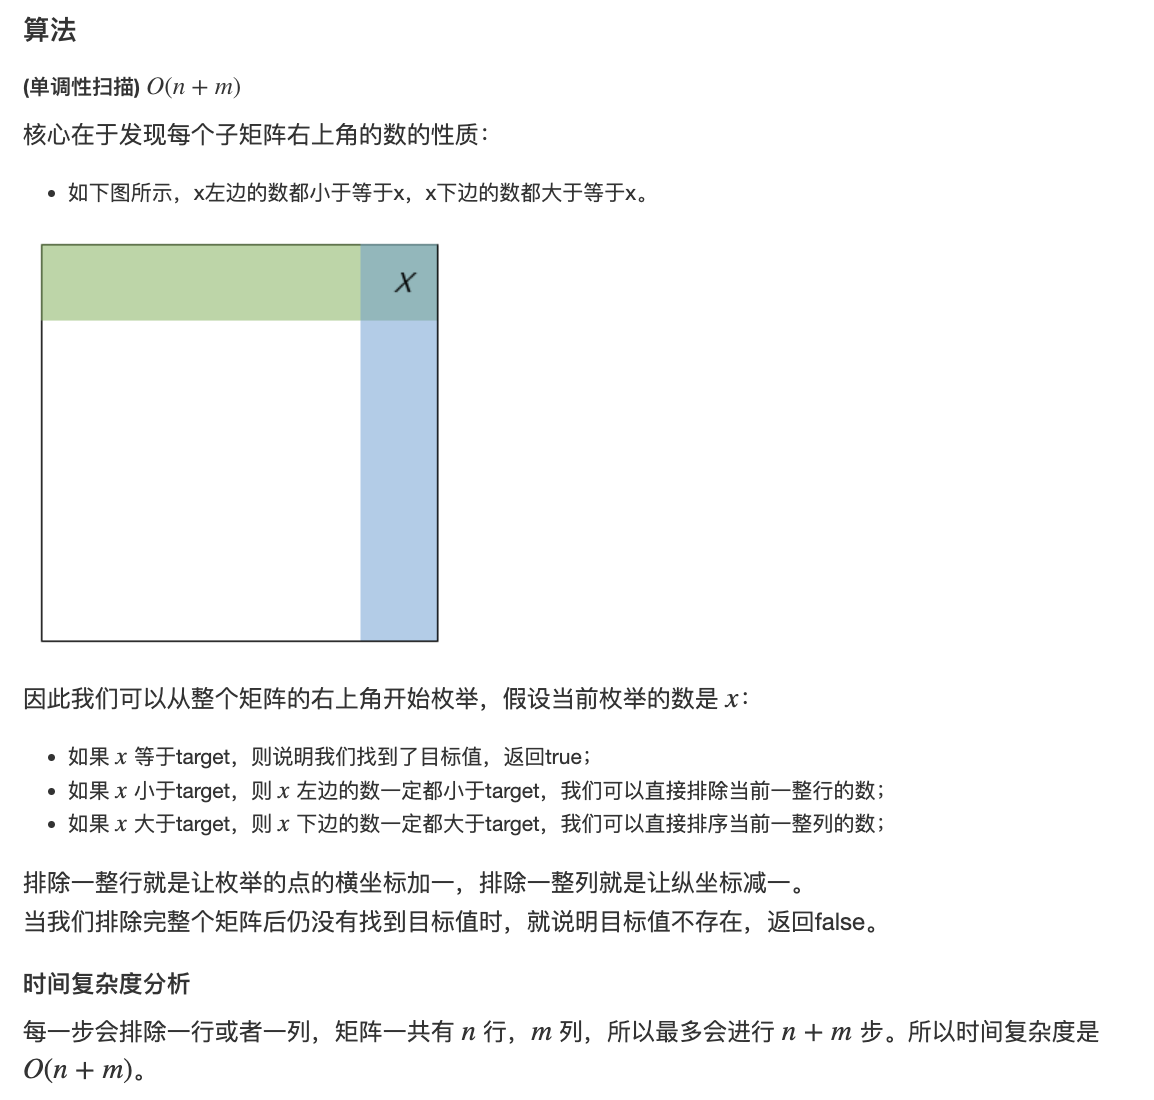 算法
(单调性扫描) O(n + m)
核心在于发现每个子矩阵右上角的数的性质：
• 如下图所示，x左边的数都小于等于x，x下边的数都大于等于x。
X
因此我们可以从整个矩阵的右上角开始枚举，假设当前枚举的数是 x：
• 如果 x 等于target，则说明我们找到了目标值，返回true；
• 如果 x 小于target，则 x 左边的数一定都小于target，我们可以直接排除当前一整行的数；
• 如果 x 大于target，则 x 下边的数一定都大于target，我们可以直接排序当前一整列的数；
排除一整行就是让枚举的点的横坐标加一，排除一整列就是让纵坐标减一。
当我们排除完整个矩阵后仍没有找到目标值时，就说明目标值不存在，返回false。
时间复杂度分析
每一步会排除一行或者一列，矩阵一共有 n 行，m 列，所以最多会进行 n + m 步。所以时间复杂度是
O(n + m)。